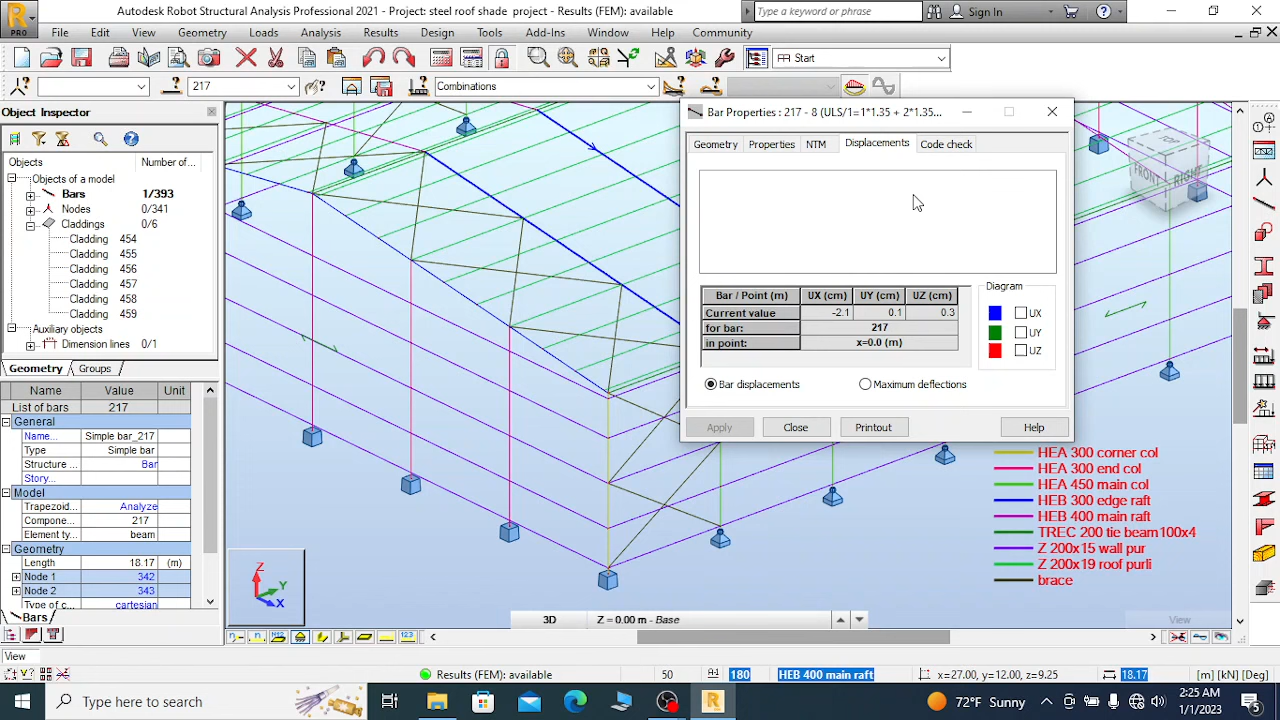 PRO
Autodesk Robot Structural Analysis Professional 2021 - Project: steel roof shade project - Results (FEM): available
Type a keyword or phrase
Sign In
File Edit View Geometry Loads Analysis Results Design Tools Add-Ins Window Help Community
Start
217
Combinations
Object Inspector
Objects Number of...
Objects of a model
Bars 1/393
Nodes 0/341
Claddings 0/6
Cladding 454
Cladding 455
Cladding 456
Cladding 457
Cladding 458
Cladding 459
Auxiliary objects
Dimension lines 0/1
Geometry Groups
Name Value Unit
List of bars 217
General
Name... Simple bar_217
Type Simple bar
Structure ... Bar
Story...
Model
Trapezoid... Analyze
Compone... 217
Element ty... beam
Geometry
Length 18.17 (m)
Node 1 342
Node 2 343
Type of c... cartesian
Bars
Bar Properties : 217 - 8 (ULS/1=1*1.35 + 2*1.35...
Geometry Properties NTM Displacements Code check
Bar / Point (m) UX (cm) UY (cm) UZ (cm)
Current value -2.1 0.1 0.3
for bar: 217
in point: x=0.0 (m)
Diagram
UX
UY
UZ
Bar displacements
Maximum deflections
Apply Close Printout Help
FRONT RIGHT
HEA 300 corner col
HEA 300 end col
HEA 450 main col
HEB 300 edge raft
HEB 400 main raft
TREC 200 tie beam100x4
Z 200x15 wall pur
Z 200x19 roof purli
brace
Z
Y
X
3D Z = 0.00 m - Base
View
View
Results (FEM): available 50 180 HEB 400 main raft x=27.00, y=12.00, z=9.25 18.17 [m] [kN] [Deg]
Type here to search
72°F Sunny
2:25 AM
1/1/2023
5